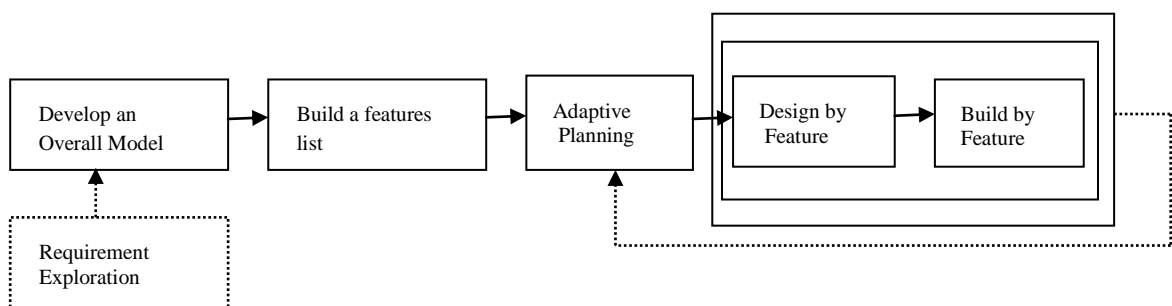 Develop an
Overall Model
Build a features
list
Adaptive
Planning
Design by
Feature
Build by
Feature
Requirement
Exploration